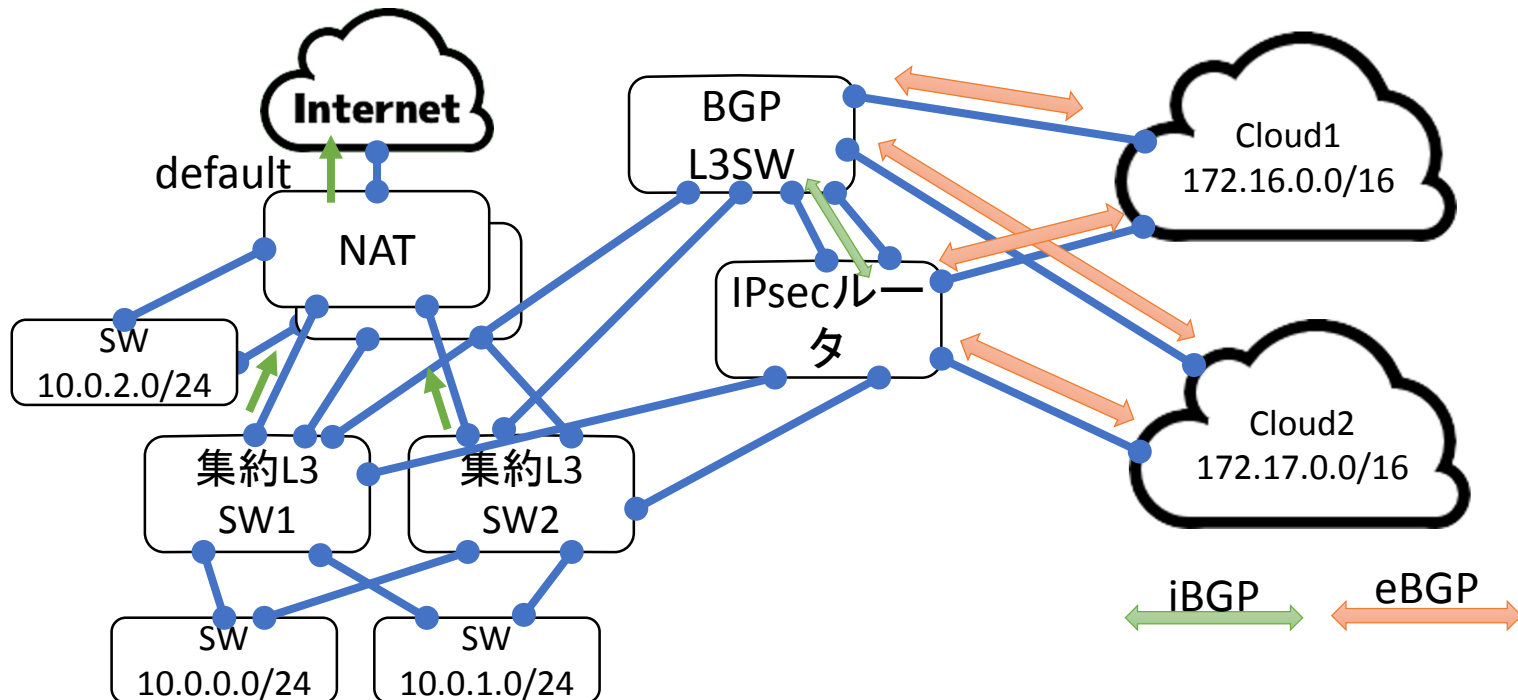 Internet
default
NAT
SW
10.0.2.0/24
BGP
L3SW
IPsecルー
タ
Cloud1
172.16.0.0/16
Cloud2
172.17.0.0/16
集約L3
SW1
集約L3
SW2
SW
10.0.0.0/24
SW
10.0.1.0/24
iBGP
eBGP